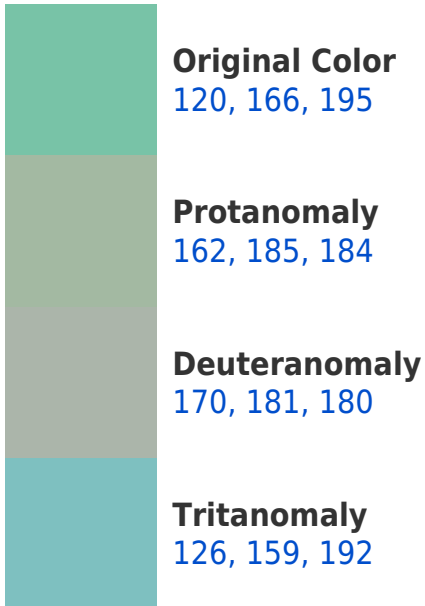 Original Color
120, 166, 195
Protanomaly
162, 185, 184
Deuteranomaly
170, 181, 180
Tritanomaly
126, 159, 192